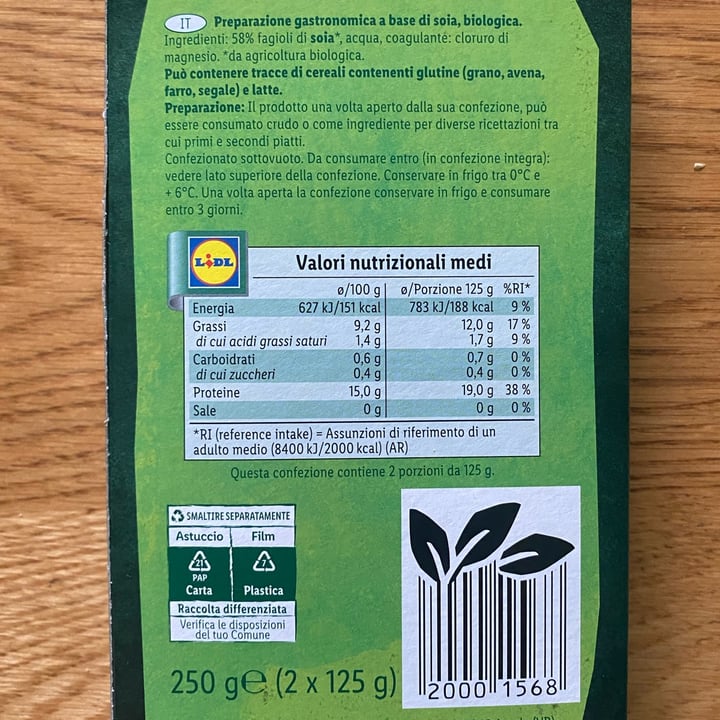 IT Preparazione gastronomica a base di soia, biologica.
Ingredienti: 58% fagioli di soia*, acqua, coagulante: cloruro di
magnesio. *da agricoltura biologica.
Può contenere tracce di cereali contenenti glutine (grano, avena,
farro, segale) e latte.
Preparazione: Il prodotto una volta aperto dalla sua confezione, può
essere consumato crudo o come ingrediente per diverse ricettazioni tra
cui primi e secondi piatti.
Confezionato sottovuoto. Da consumare entro (in confezione integra):
vedere lato superiore della confezione. Conservare in frigo tra 0°C e
+ 6°C. Una volta aperta la confezione conservare in frigo e consumare
entro 3 giorni.
LIDL
Valori nutrizionali medi
ø/100 g ø/Porzione 125 g %RI*
Energia 627 kJ/151 kcal 783 kJ/188 kcal 9 %
Grassi 9,2 g 12,0 g 17 %
di cui acidi grassi saturi 1,4 g 1,7 g 9 %
Carboidrati 0,6 g 0,7 g 0 %
di cui zuccheri 0,4 g 0,4 g 0 %
Proteine 15,0 g 19,0 g 38 %
Sale 0 g 0 g 0 %
*RI (reference intake) = Assunzioni di riferimento di un
adulto medio (8400 kJ/2000 kcal) (AR)
Questa confezione contiene 2 porzioni da 125 g.
SMALTIRE SEPARATAMENTE
Astuccio Film
21 7
PAP
Carta Plastica
Raccolta differenziata
Verifica le disposizioni
del tuo Comune
250 g e (2 x 125 g)
2000 1568